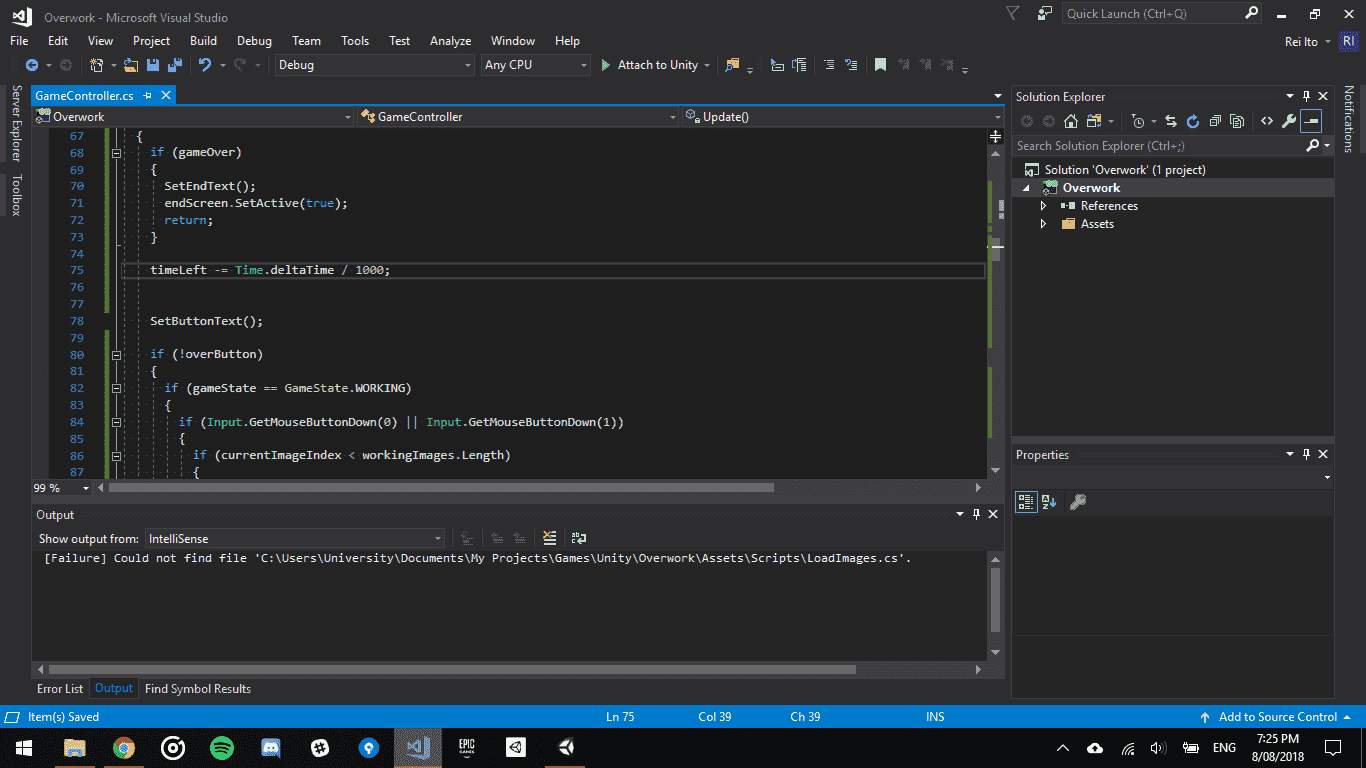 Overwork - Microsoft Visual Studio
Quick Launch (Ctrl+Q)
File Edit View Project Build Debug Team Tools Test Analyze Window Help
Rei Ito RI
Debug Any CPU Attach to Unity
Server Explorer
Toolbox
GameController.cs
Overwork GameController Update()
67 {
68 if (gameOver)
69 {
70 SetEndText();
71 endScreen.SetActive(true);
72 return;
73 }
74
75 timeLeft -= Time.deltaTime / 1000;
76
77
78 SetButtonText();
79
80 if (!overButton)
81 {
82 if (gameState == GameState.WORKING)
83 {
84 if (Input.GetMouseButtonDown(0) || Input.GetMouseButtonDown(1))
85 {
86 if (currentImageIndex < workingImages.Length)
87 {
99 %
Output
Show output from: IntelliSense
[Failure] Could not find file 'C:\Users\University\Documents\My Projects\Games\Unity\Overwork\Assets\Scripts\LoadImages.cs'.
Error List Output Find Symbol Results
Solution Explorer
Search Solution Explorer (Ctrl+;)
Solution 'Overwork' (1 project)
Overwork
References
Assets
Properties
Notifications
Item(s) Saved Ln 75 Col 39 Ch 39 INS Add to Source Control
EPIC
GAMES
ENG
7:25 PM
8/08/2018